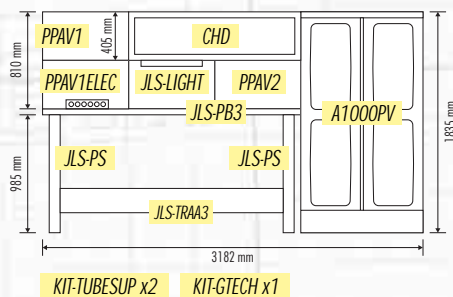 PPAV1
405 mm
CHD
810 mm
PPAV1ELEC
JLS-LIGHT
PPAV2
JLS-PB3
A1000PV
1835 mm
985 mm
JLS-PS
JLS-PS
JLS-TRAA3
3182 mm
KIT-TUBESUP x2 KIT-GTECH x1